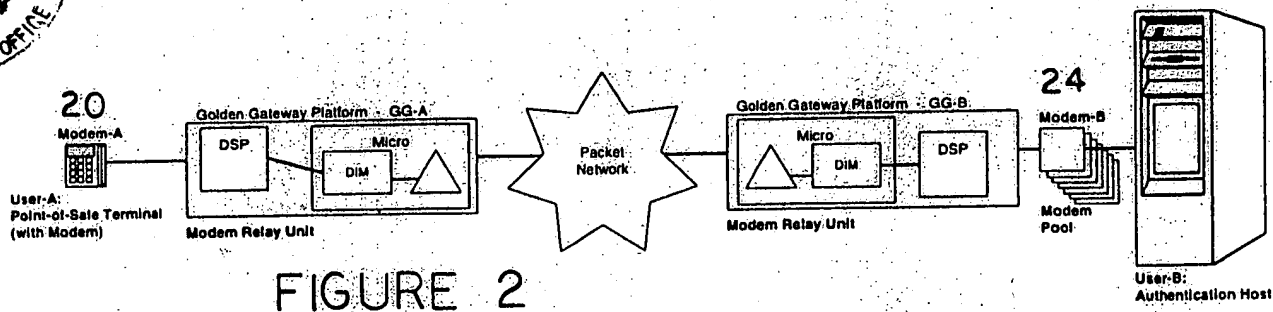 OFFICE
20
Modem-A
User-A:
Point-of-Sale Terminal
(with Modem)
Golden Gateway Platform - GG-A
DSP
Micro
DIM
Modem Relay Unit
Packet
Network
Golden Gateway Platform - GG-B
Micro
DIM
DSP
Modem Relay Unit
24
Modem-B
Modem
Pool
User-B:
Authentication Host
FIGURE 2